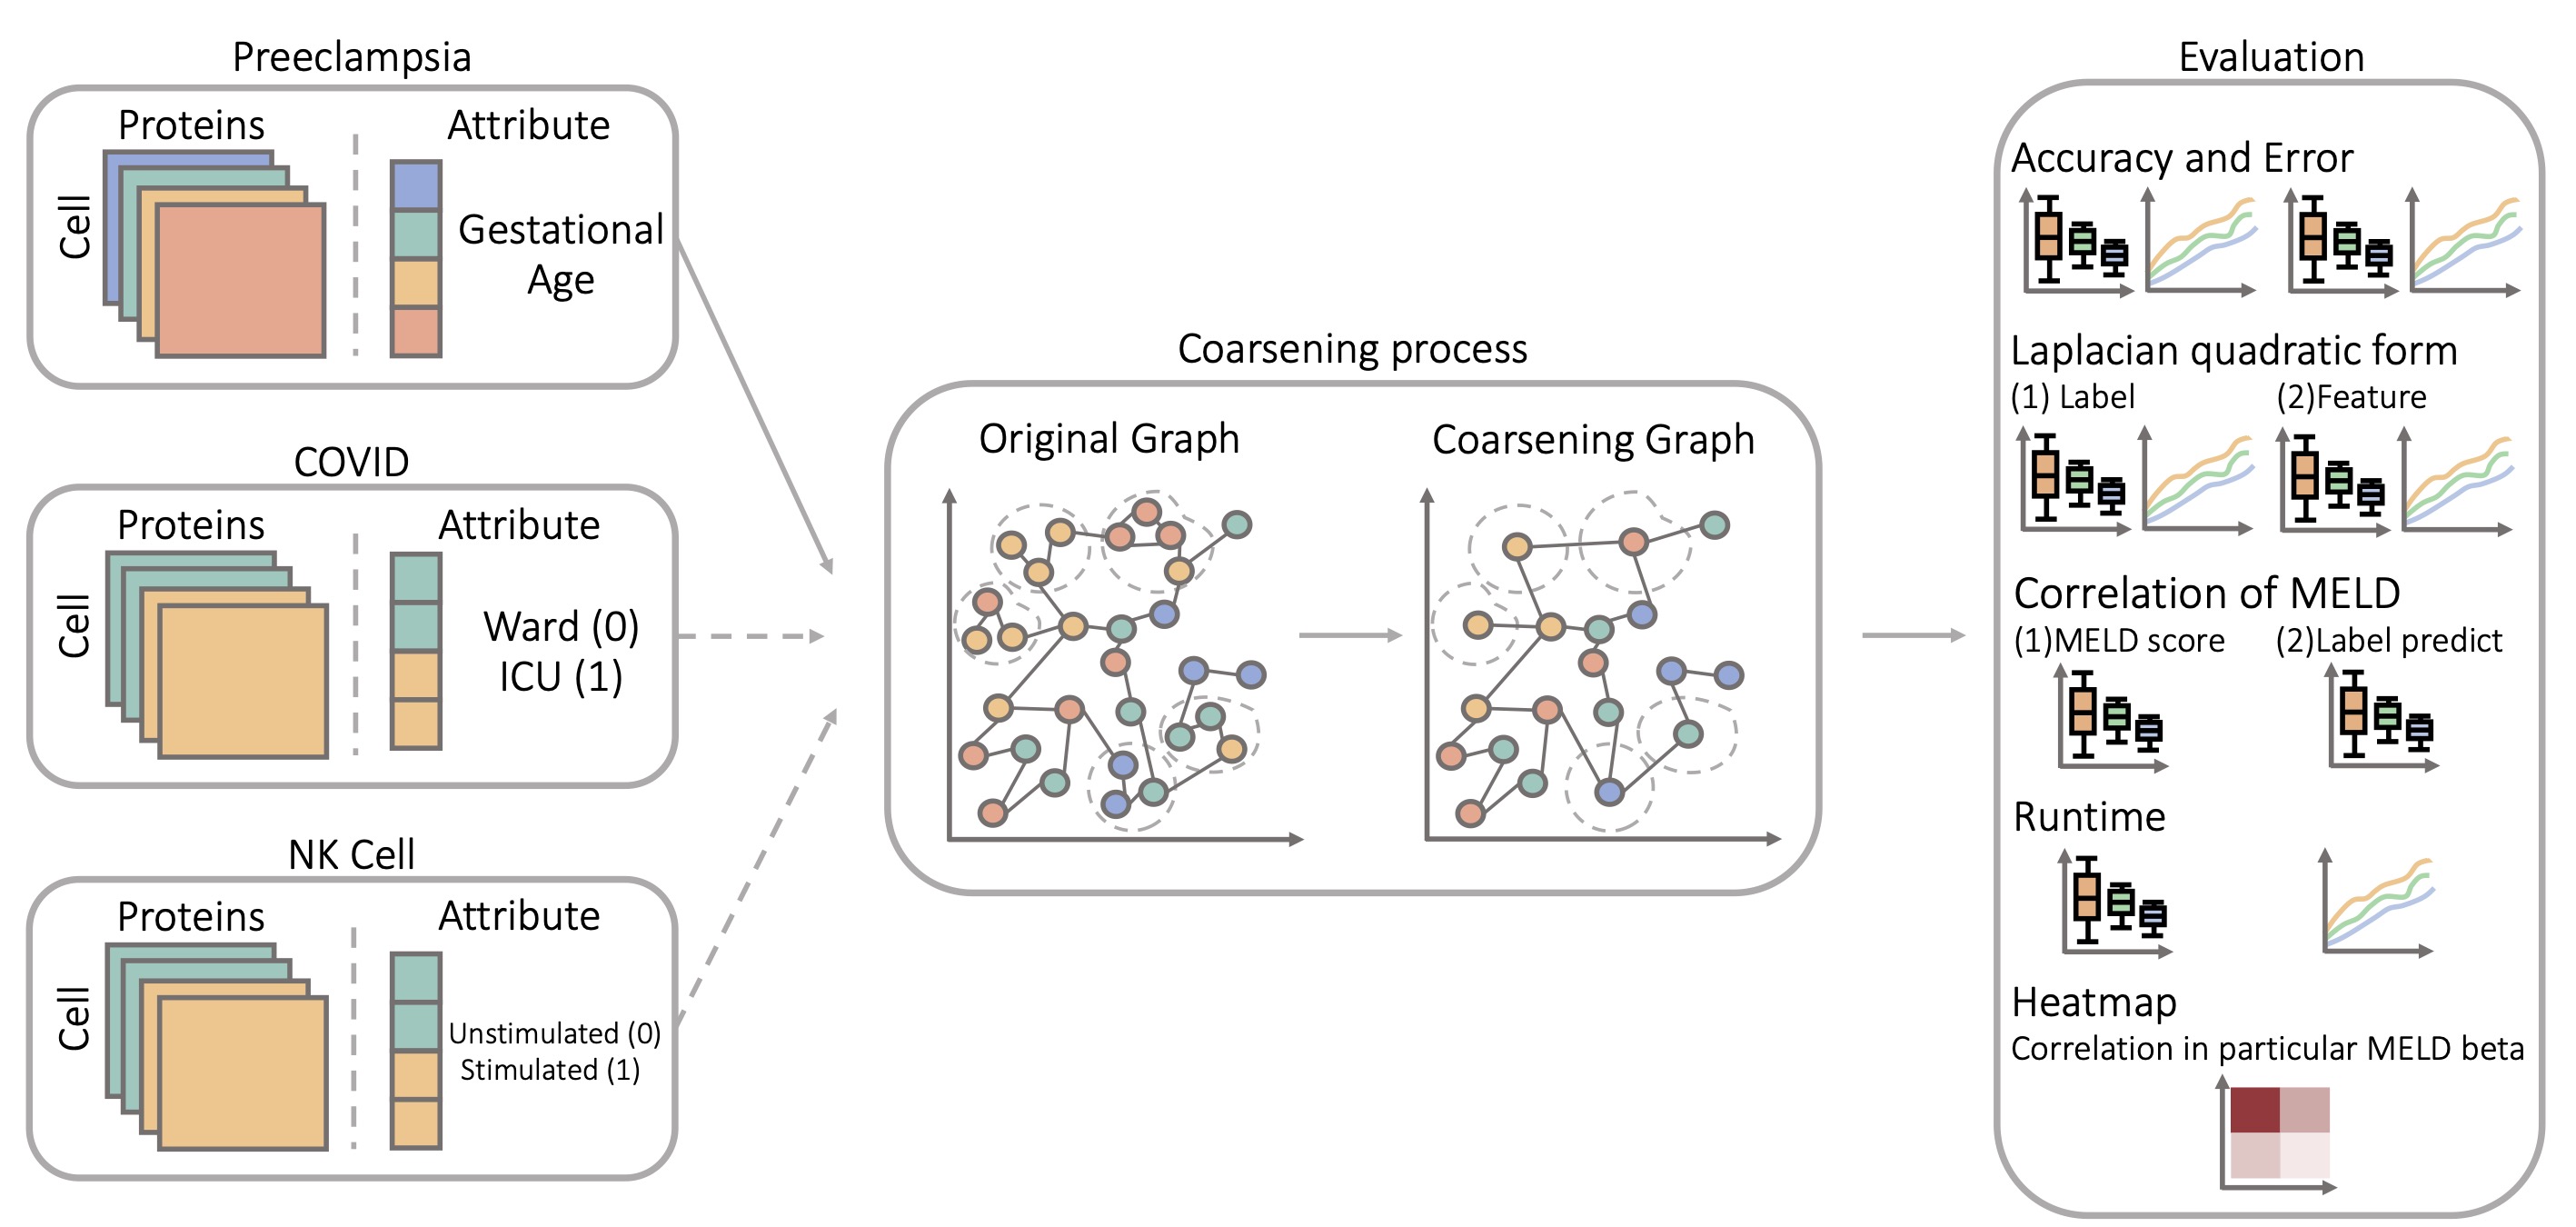 Preeclampsia
Proteins
Attribute
Cell
Gestational
Age
COVID
Proteins
Attribute
Cell
Ward (0)
ICU (1)
NK Cell
Proteins
Attribute
Cell
Unstimulated (0)
Stimulated (1)
Coarsening process
Original Graph
Coarsening Graph
Evaluation
Accuracy and Error
Laplacian quadratic form
(1) Label
(2)Feature
Correlation of MELD
(1)MELD score
(2)Label predict
Runtime
Heatmap
Correlation in particular MELD beta